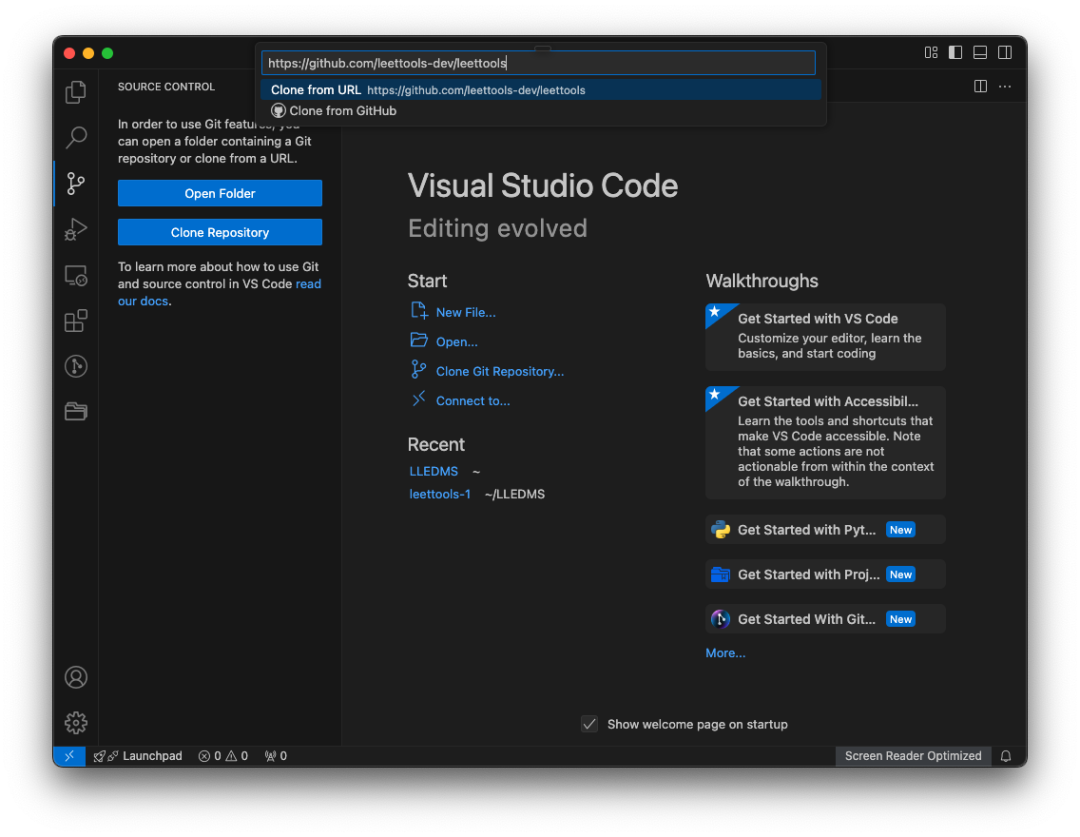 https://github.com/leettools-dev/leettools
Clone from URL https://github.com/leettools-dev/leettools
Clone from GitHub
SOURCE CONTROL
In order to use Git features, you
can open a folder containing a Git
repository or clone from a URL.
Open Folder
Clone Repository
To learn more about how to use Git
and source control in VS Code read
our docs.
Visual Studio Code
Editing evolved
Start
New File...
Open...
Clone Git Repository...
Connect to...
Recent
LLEDMS ~
leettools-1 ~/LLEDMS
Walkthroughs
Get Started with VS Code
Customize your editor, learn the
basics, and start coding
Get Started with Accessibil...
Learn the tools and shortcuts that
make VS Code accessible. Note
that some actions are not
actionable from within the context
of the walkthrough.
Get Started with Pyt... New
Get Started with Proj... New
Get Started With Git... New
More...
Show welcome page on startup
Launchpad 0 0 0
Screen Reader Optimized